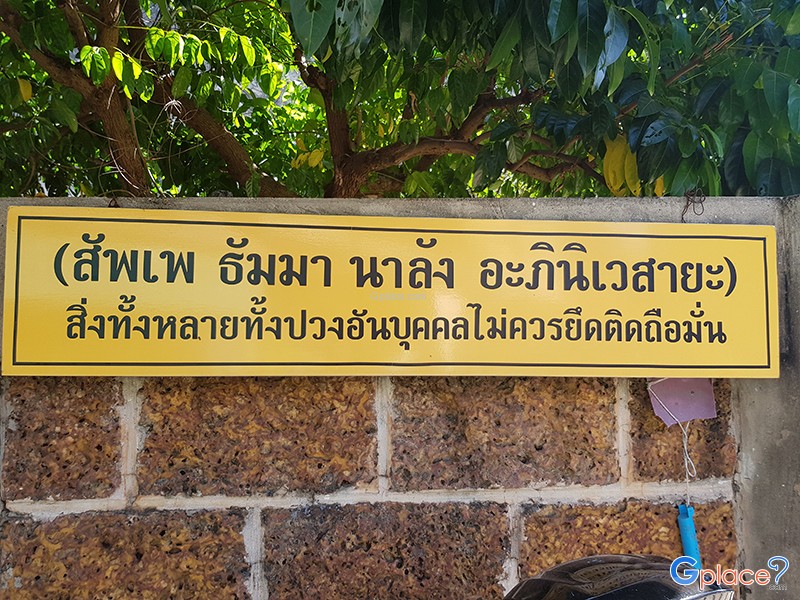 (สัพเพ ธัมมา นาลัง อะภินิเวสายะ)
สิ่งทั้งหลายทั้งปวงอันบุคคลไม่ควรยึดติดถือมั่น
Gplace?
.com